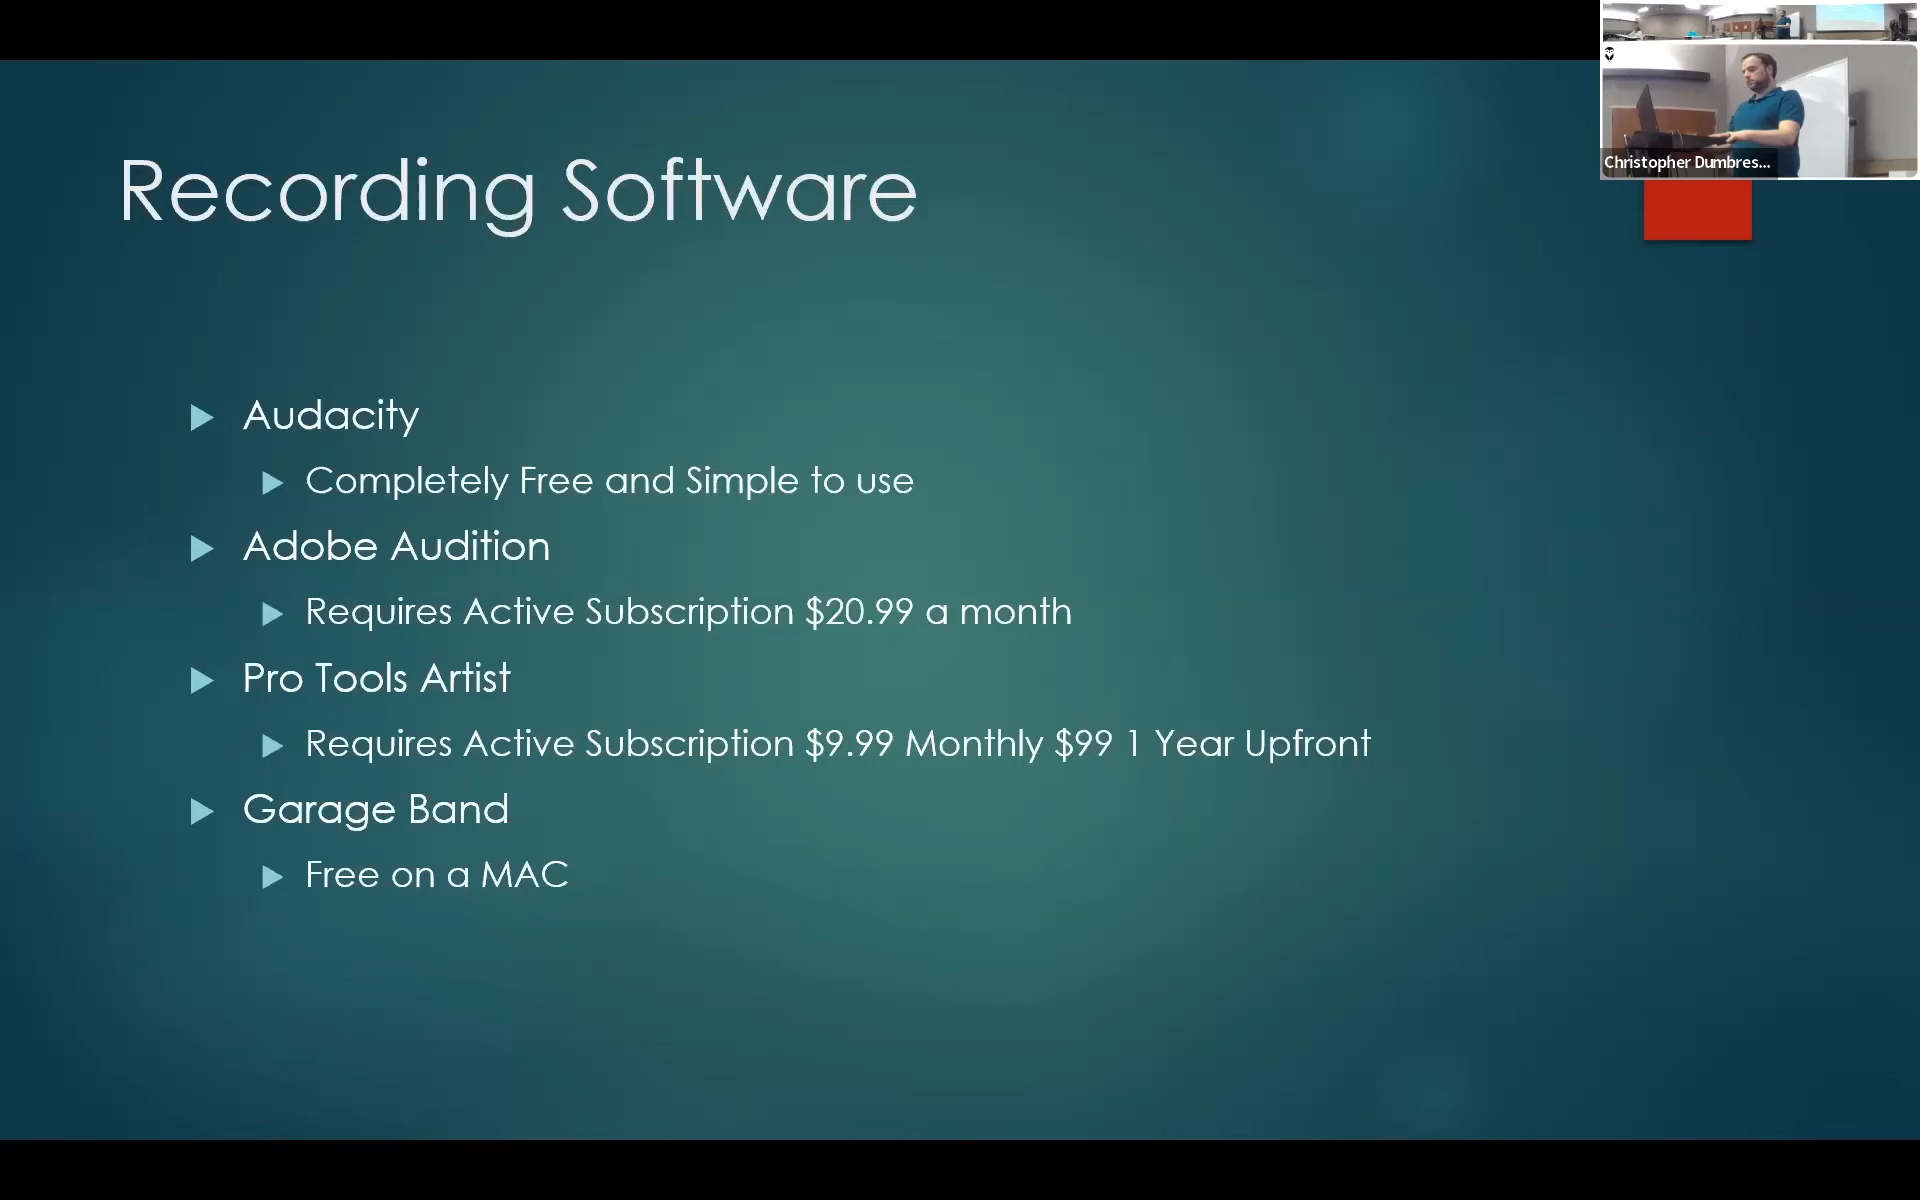 Christopher Dumbres...
Recording Software
Audacity
Completely Free and Simple to use
Adobe Audition
Requires Active Subscription $20.99 a month
Pro Tools Artist
Requires Active Subscription $9.99 Monthly $99 1 Year Upfront
Garage Band
Free on a MAC